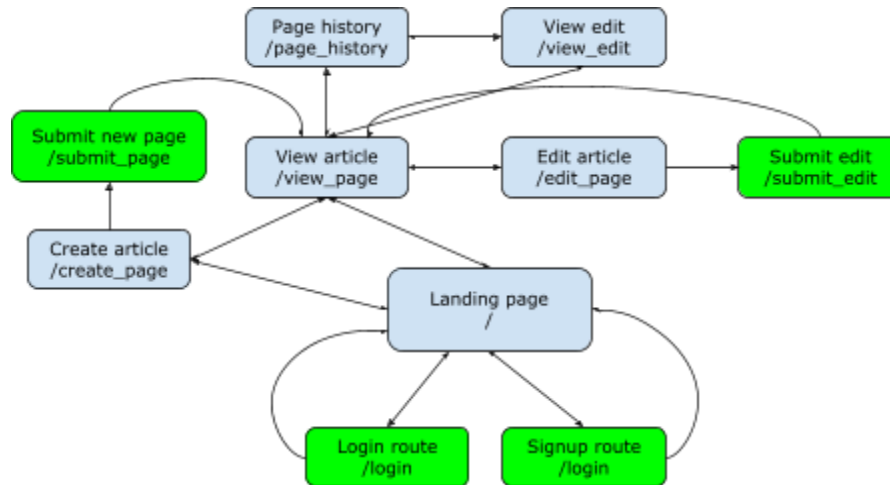 Page history
/page_history
View edit
/view_edit
Submit new page
/submit_page
View article
/view_page
Edit article
/edit_page
Submit edit
/submit_edit
Create article
/create_page
Landing page
/
Login route
/login
Signup route
/login